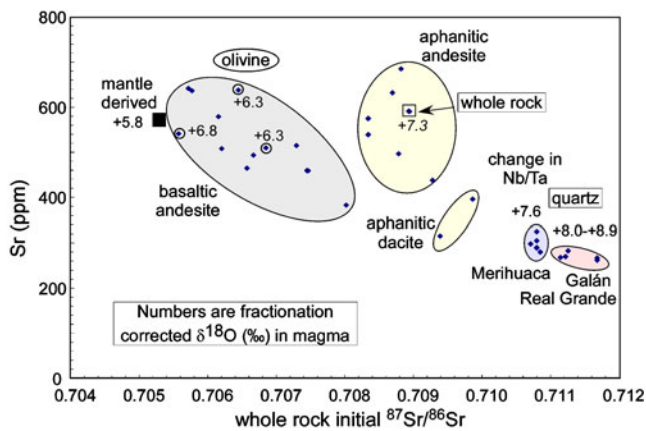 800
600
400
200
0
Sr (ppm)
0.704
0.705
0.706
0.707
0.708
0.709
0.710
0.711
0.712
whole rock initial ⁸⁷Sr/⁸⁶Sr
olivine
mantle
derived
+5.8
+6.3
+6.8
+6.3
basaltic
andesite
aphanitic
andesite
whole rock
+7.3
aphanitic
dacite
change in
Nb/Ta
+7.6
quartz
+8.0-+8.9
Merihuaca
Galán
Real Grande
Numbers are fractionation
corrected δ¹⁸O (‰) in magma